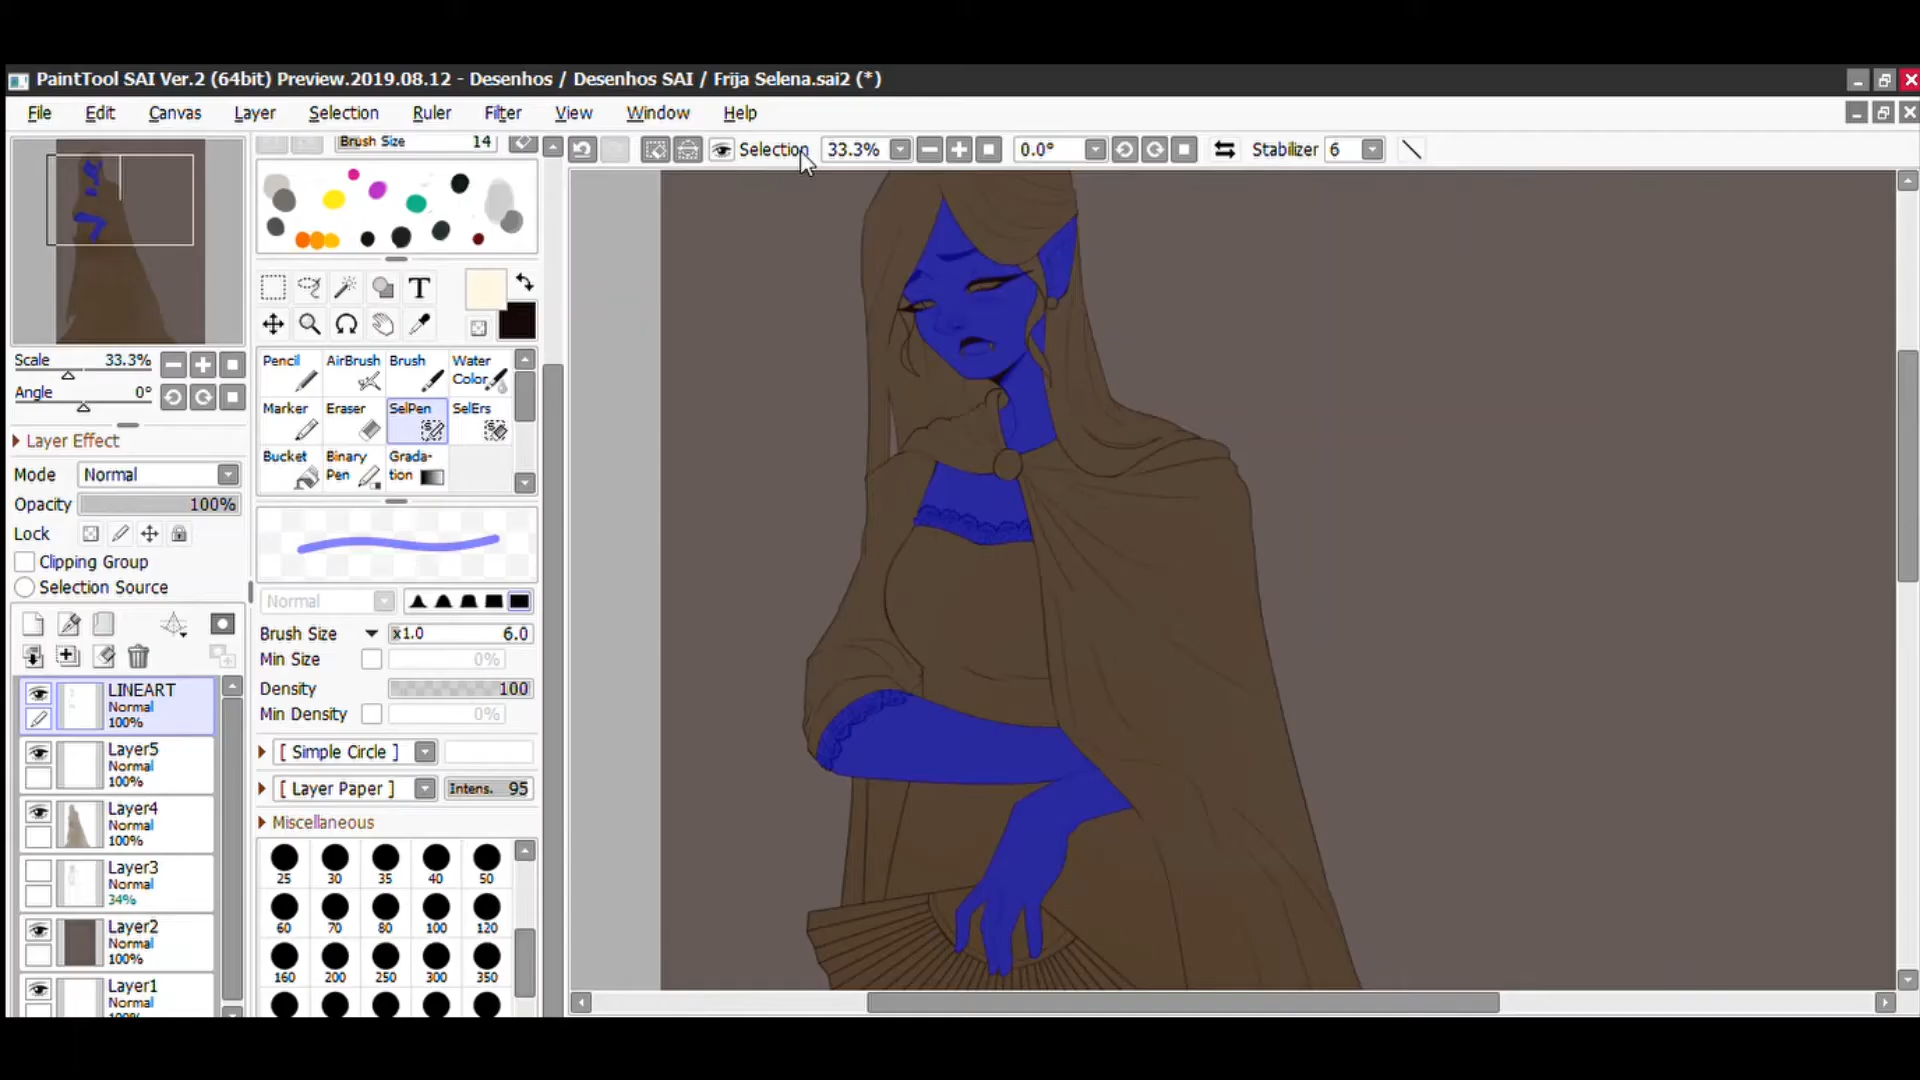 PaintTool SAI Ver.2 (64bit) Preview.2019.08.12 - Desenhos / Desenhos SAI / Frija Selena.sai2 (*)
File Edit Canvas Layer Selection Ruler Filter View Window Help
Brush Size 14
Selection 33.3% 0.0° Stabilizer 6
T
Scale 33.3%
Angle 0°
Layer Effect
Mode Normal
Opacity 100%
Lock
Clipping Group
Selection Source
LINEART
Normal
100%
Layer5
Normal
100%
Layer4
Normal
100%
Layer3
Normal
34%
Layer2
Normal
100%
Layer1
Normal
Pencil AirBrush Brush Water Color
Marker Eraser SelPen SelErs
Bucket Binary Pen Grada-tion
Normal
Brush Size x1.0 6.0
Min Size 0%
Density 100
Min Density 0%
[ Simple Circle ]
[ Layer Paper ] Intens. 95
Miscellaneous
25 30 35 40 50
60 70 80 100 120
160 200 250 300 350